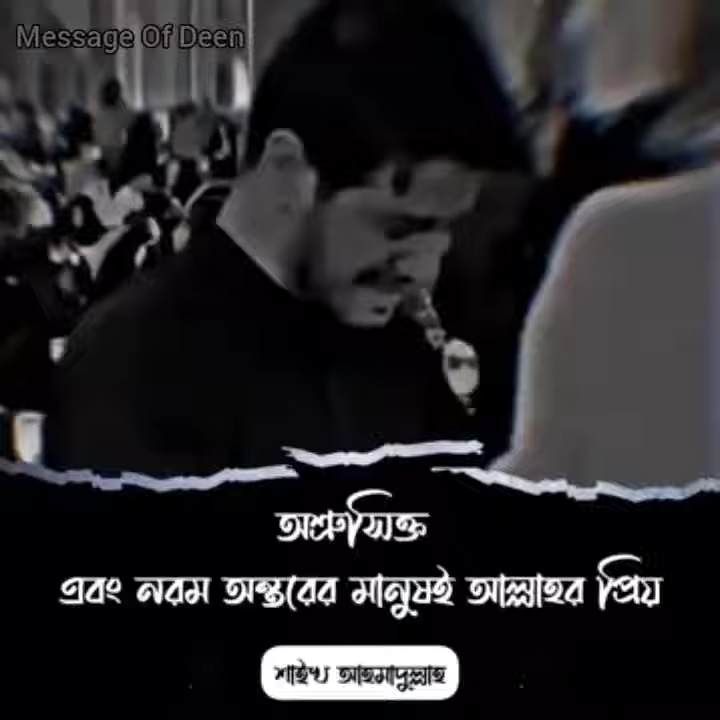 Message Of Deen
অশ্রুসিক্ত
এবং নরম অন্তরের মানুষই আল্লাহর প্রিয়
শাইখ আহমাদুল্লাহ